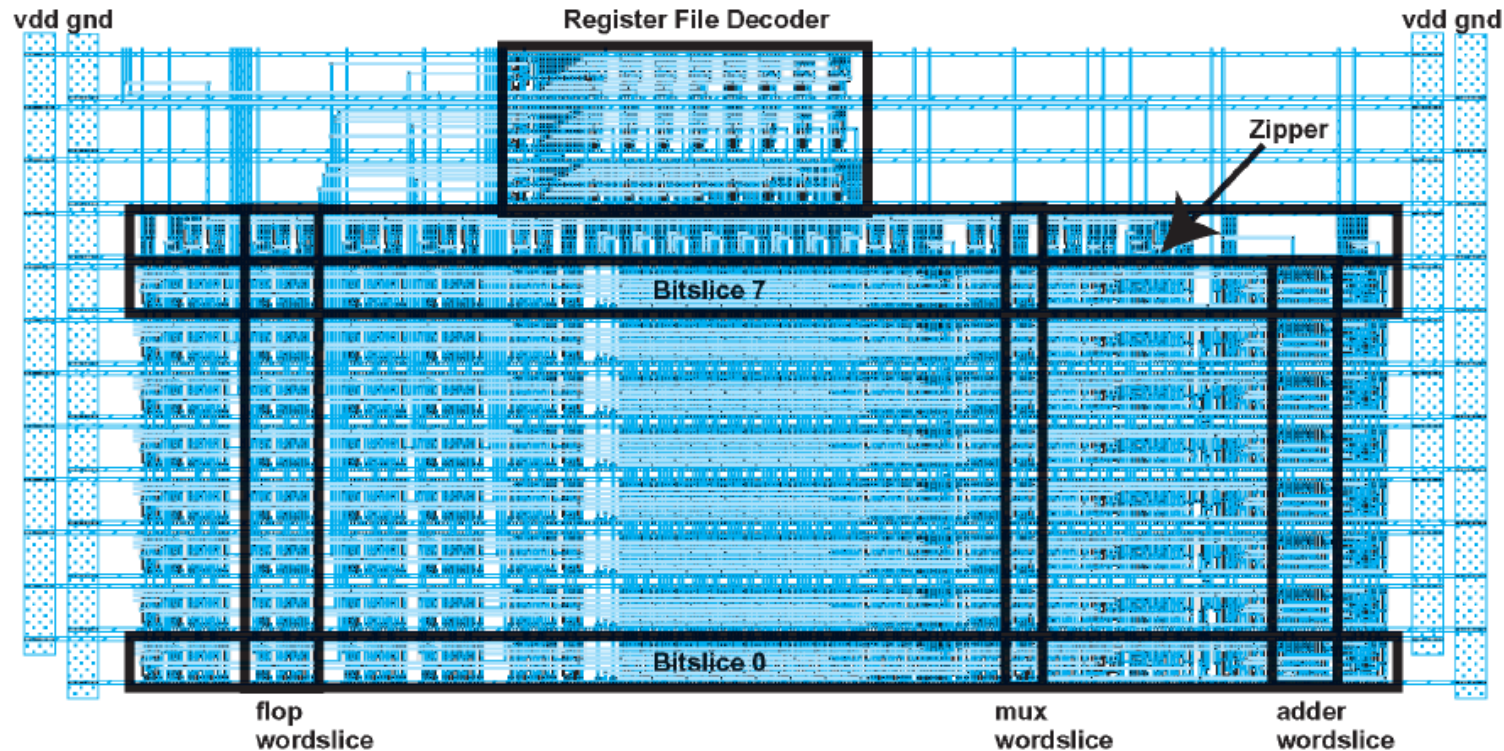 vdd gnd
Register File Decoder
vdd gnd
Zipper
Bitslice 7
Bitslice 0
flop
wordslice
mux
wordslice
adder
wordslice